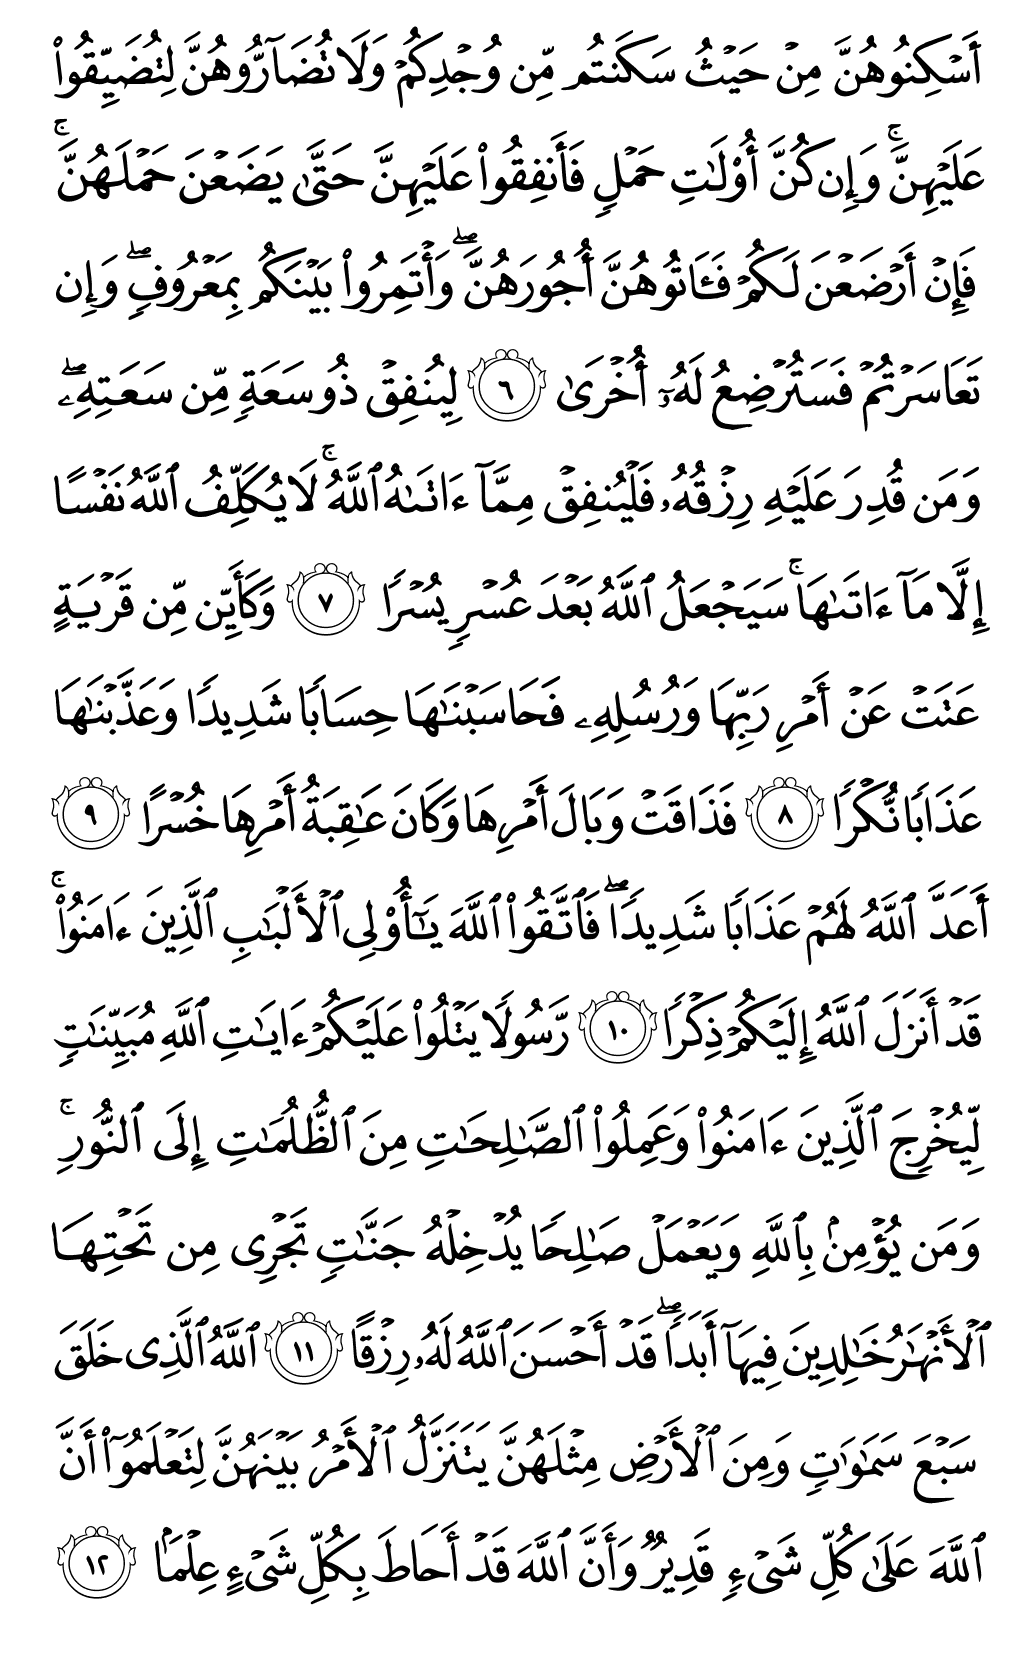 أَسْكِنُوهُنَّ مِنْ حَيْثُ سَكَنتُم مِّن وُجْدِكُمْ وَلَا تُضَآرُّوهُنَّ لِتُضَيِّقُوا۟
عَلَيْهِنَّ ۚ وَإِن كُنَّ أُو۟لَٰتِ حَمْلٍ فَأَنفِقُوا۟ عَلَيْهِنَّ حَتَّىٰ يَضَعْنَ حَمْلَهُنَّ ۚ
فَإِنْ أَرْضَعْنَ لَكُمْ فَـَٔاتُوهُنَّ أُجُورَهُنَّ ۖ وَأْتَمِرُوا۟ بَيْنَكُم بِمَعْرُوفٍ ۖ وَإِن
تَعَاسَرْتُمْ فَسَتُرْضِعُ لَهُۥٓ أُخْرَىٰ ٦ لِيُنفِقْ ذُو سَعَةٍ مِّن سَعَتِهِۦ ۖ
وَمَن قُدِرَ عَلَيْهِ رِزْقُهُۥ فَلْيُنفِقْ مِمَّآ ءَاتَىٰهُ ٱللَّهُ ۚ لَا يُكَلِّفُ ٱللَّهُ نَفْسًا
إِلَّا مَآ ءَاتَىٰهَا ۚ سَيَجْعَلُ ٱللَّهُ بَعْدَ عُسْرٍ يُسْرًا ٧ وَكَأَيِّن مِّن قَرْيَةٍ
عَتَتْ عَنْ أَمْرِ رَبِّهَا وَرُسُلِهِۦ فَحَاسَبْنَٰهَا حِسَابًا شَدِيدًا وَعَذَّبْنَٰهَا
عَذَابًا نُّكْرًا ٨ فَذَاقَتْ وَبَالَ أَمْرِهَا وَكَانَ عَٰقِبَةُ أَمْرِهَا خُسْرًا ٩
أَعَدَّ ٱللَّهُ لَهُمْ عَذَابًا شَدِيدًا ۖ فَٱتَّقُوا۟ ٱللَّهَ يَٰٓأُو۟لِى ٱلْأَلْبَٰبِ ٱلَّذِينَ ءَامَنُوا۟ ۚ
قَدْ أَنزَلَ ٱللَّهُ إِلَيْكُمْ ذِكْرًا ١٠ رَّسُولًا يَتْلُوا۟ عَلَيْكُمْ ءَايَٰتِ ٱللَّهِ مُبَيِّنَٰتٍ
لِّيُخْرِجَ ٱلَّذِينَ ءَامَنُوا۟ وَعَمِلُوا۟ ٱلصَّٰلِحَٰتِ مِنَ ٱلظُّلُمَٰتِ إِلَى ٱلنُّورِ ۚ
وَمَن يُؤْمِنۢ بِٱللَّهِ وَيَعْمَلْ صَٰلِحًا يُدْخِلْهُ جَنَّٰتٍ تَجْرِى مِن تَحْتِهَا
ٱلْأَنْهَٰرُ خَٰلِدِينَ فِيهَآ أَبَدًا ۖ قَدْ أَحْسَنَ ٱللَّهُ لَهُۥ رِزْقًا ١١ ٱللَّهُ ٱلَّذِى خَلَقَ
سَبْعَ سَمَٰوَٰتٍ وَمِنَ ٱلْأَرْضِ مِثْلَهُنَّ يَتَنَزَّلُ ٱلْأَمْرُ بَيْنَهُنَّ لِتَعْلَمُوٓا۟ أَنَّ
ٱللَّهَ عَلَىٰ كُلِّ شَىْءٍ قَدِيرٌ وَأَنَّ ٱللَّهَ قَدْ أَحَاطَ بِكُلِّ شَىْءٍ عِلْمًۢا ١٢